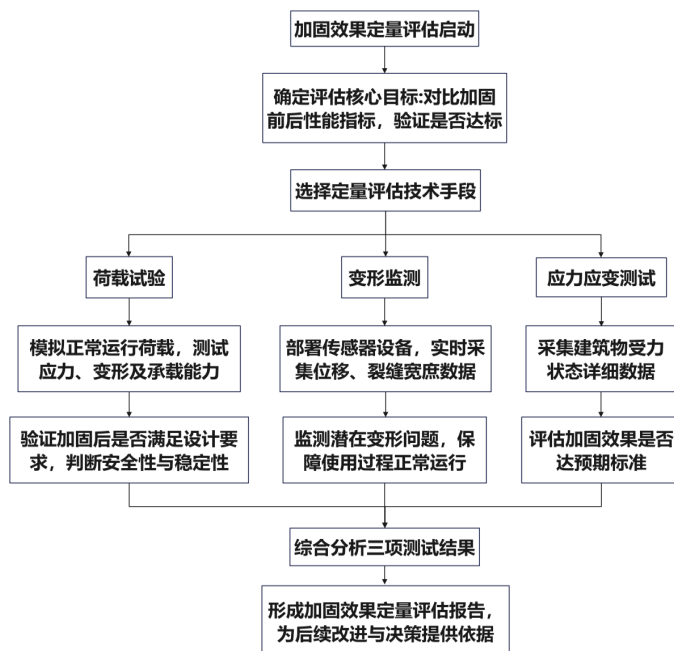 加固效果定量评估启动
确定评估核心目标:对比加固
前后性能指标，验证是否达标
选择定量评估技术手段
荷载试验
变形监测
应力应变测试
模拟正常运行荷载，测试
应力、变形及承载能力
部署传感器设备，实时采
集位移、裂缝宽度数据
采集建筑物受力
状态详细数据
验证加固后是否满足设计要
求，判断安全性与稳定性
监测潜在变形问题，保
障使用过程正常运行
评估加固效果是否
达预期标准
综合分析三项测试结果
形成加固效果定量评估报告，
为后续改进与决策提供依据